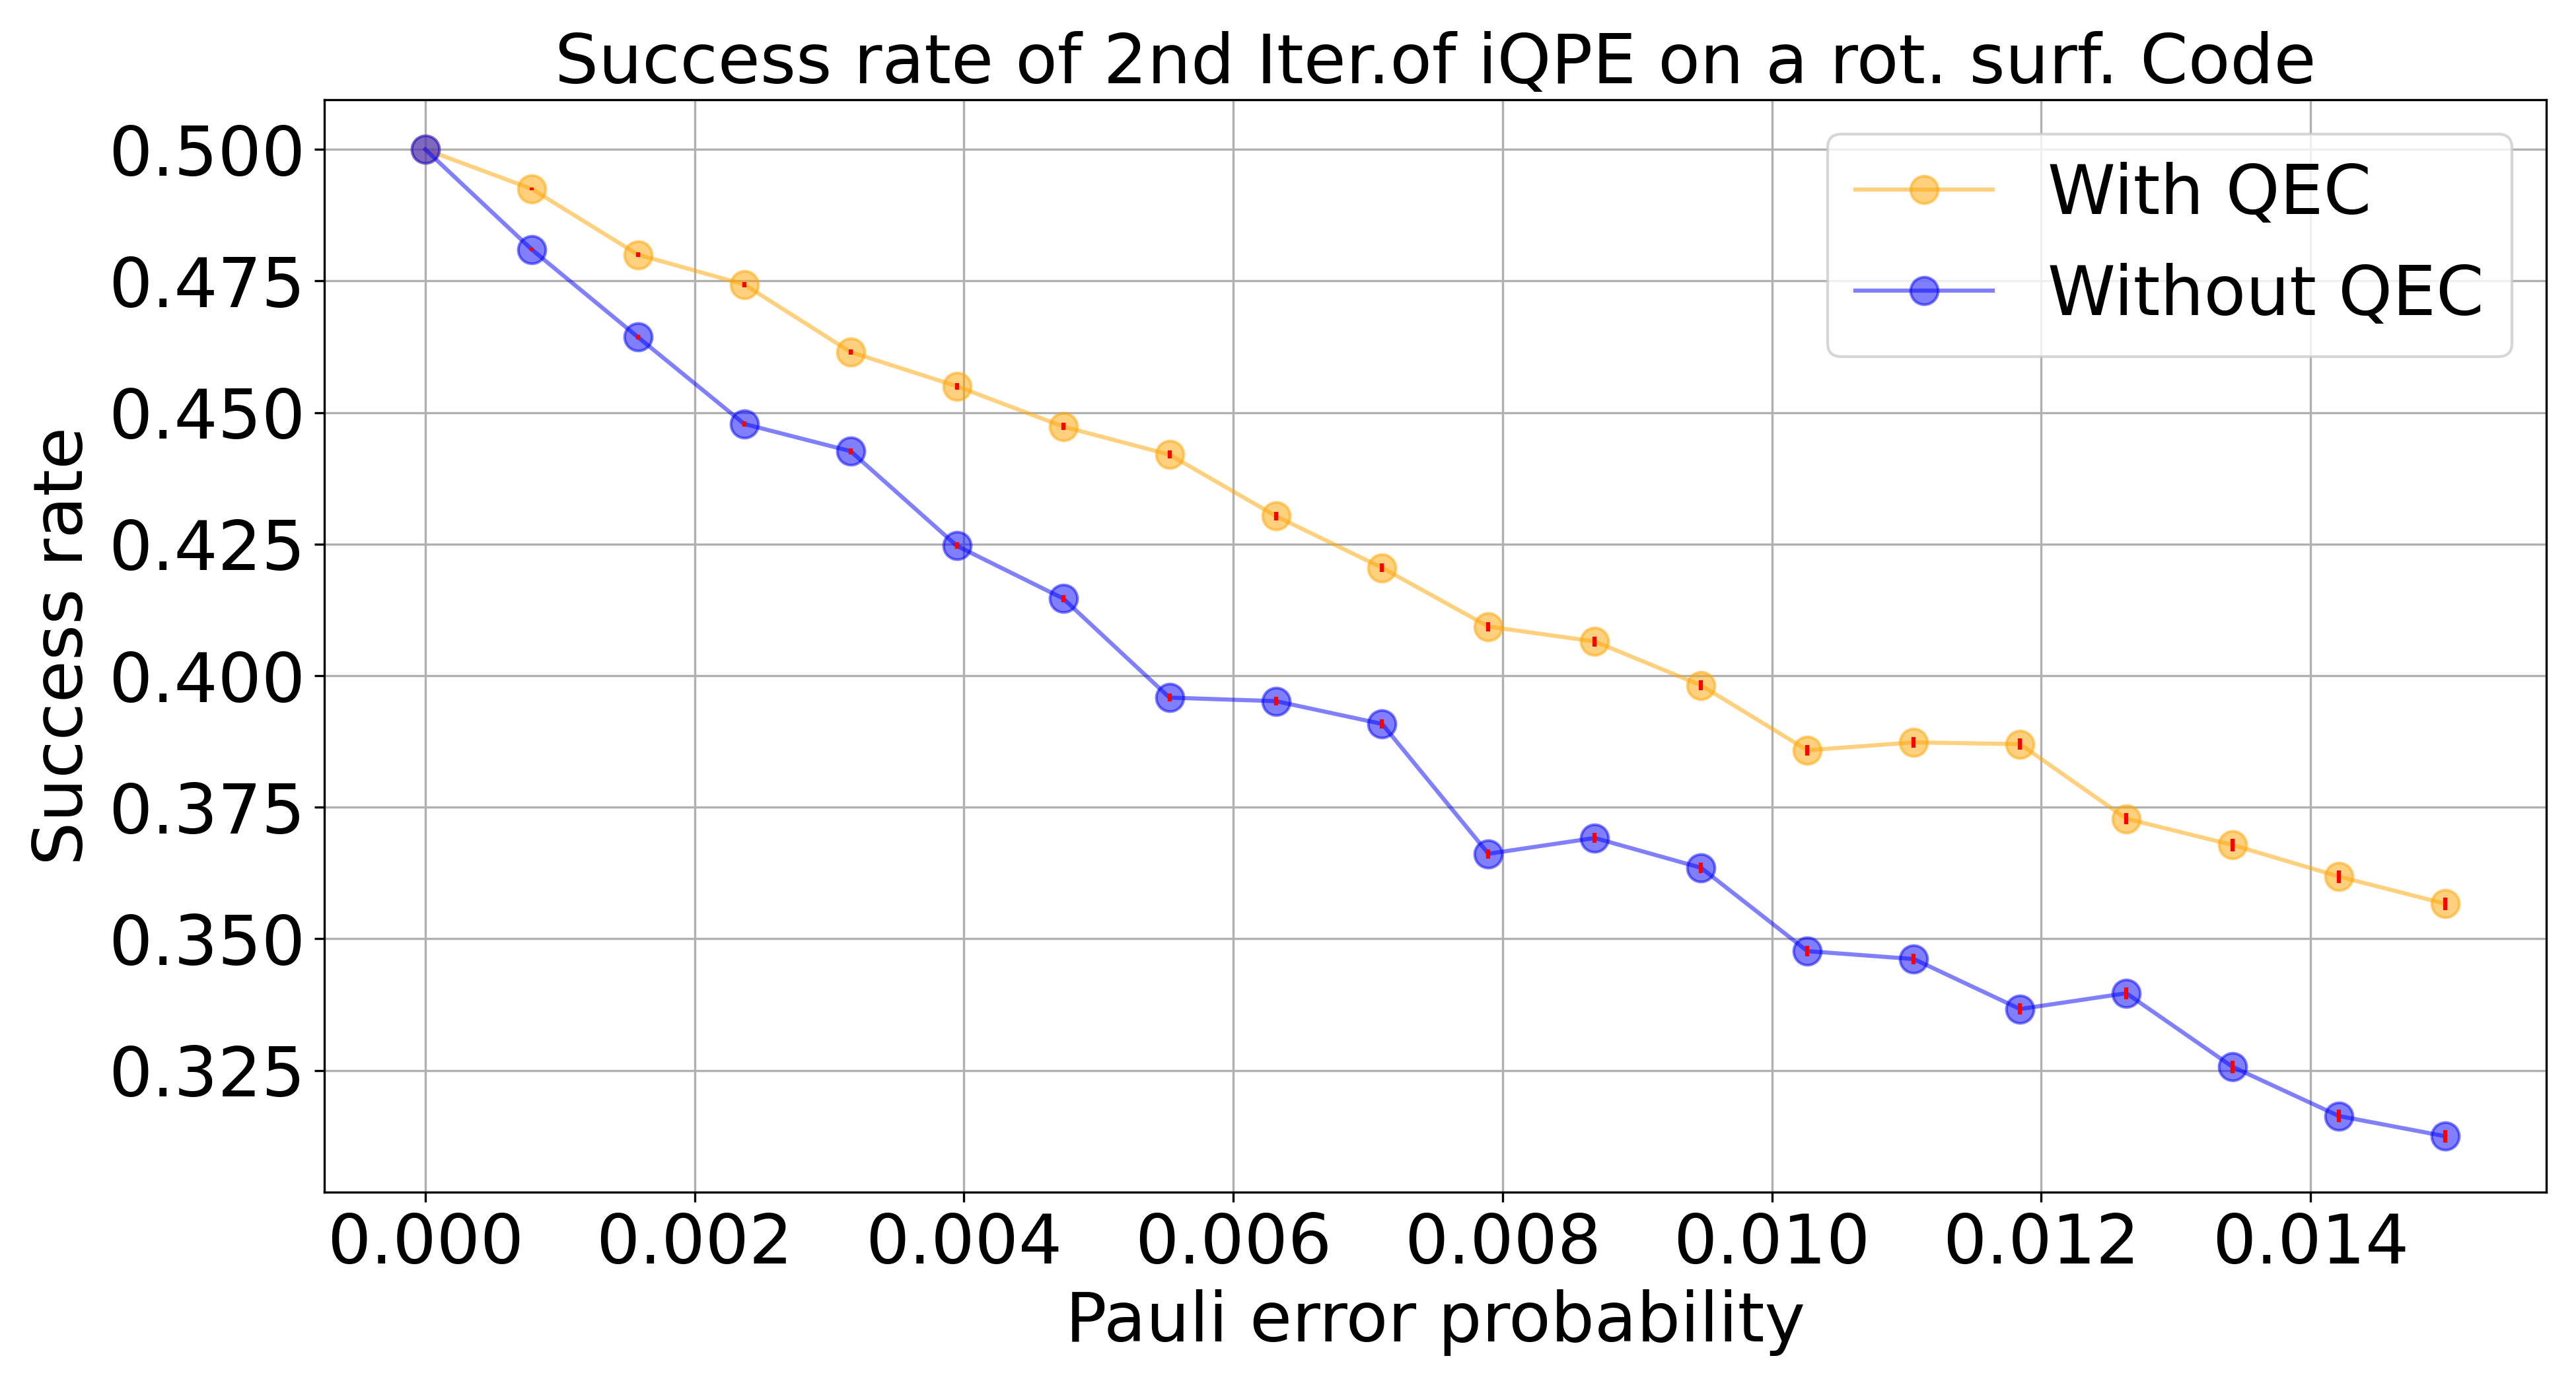 Success rate of 2nd Iter.of iQPE on a rot. surf. Code
With QEC
Without QEC
Success rate
0.500
0.475
0.450
0.425
0.400
0.375
0.350
0.325
0.000 0.002 0.004 0.006 0.008 0.010 0.012 0.014
Pauli error probability